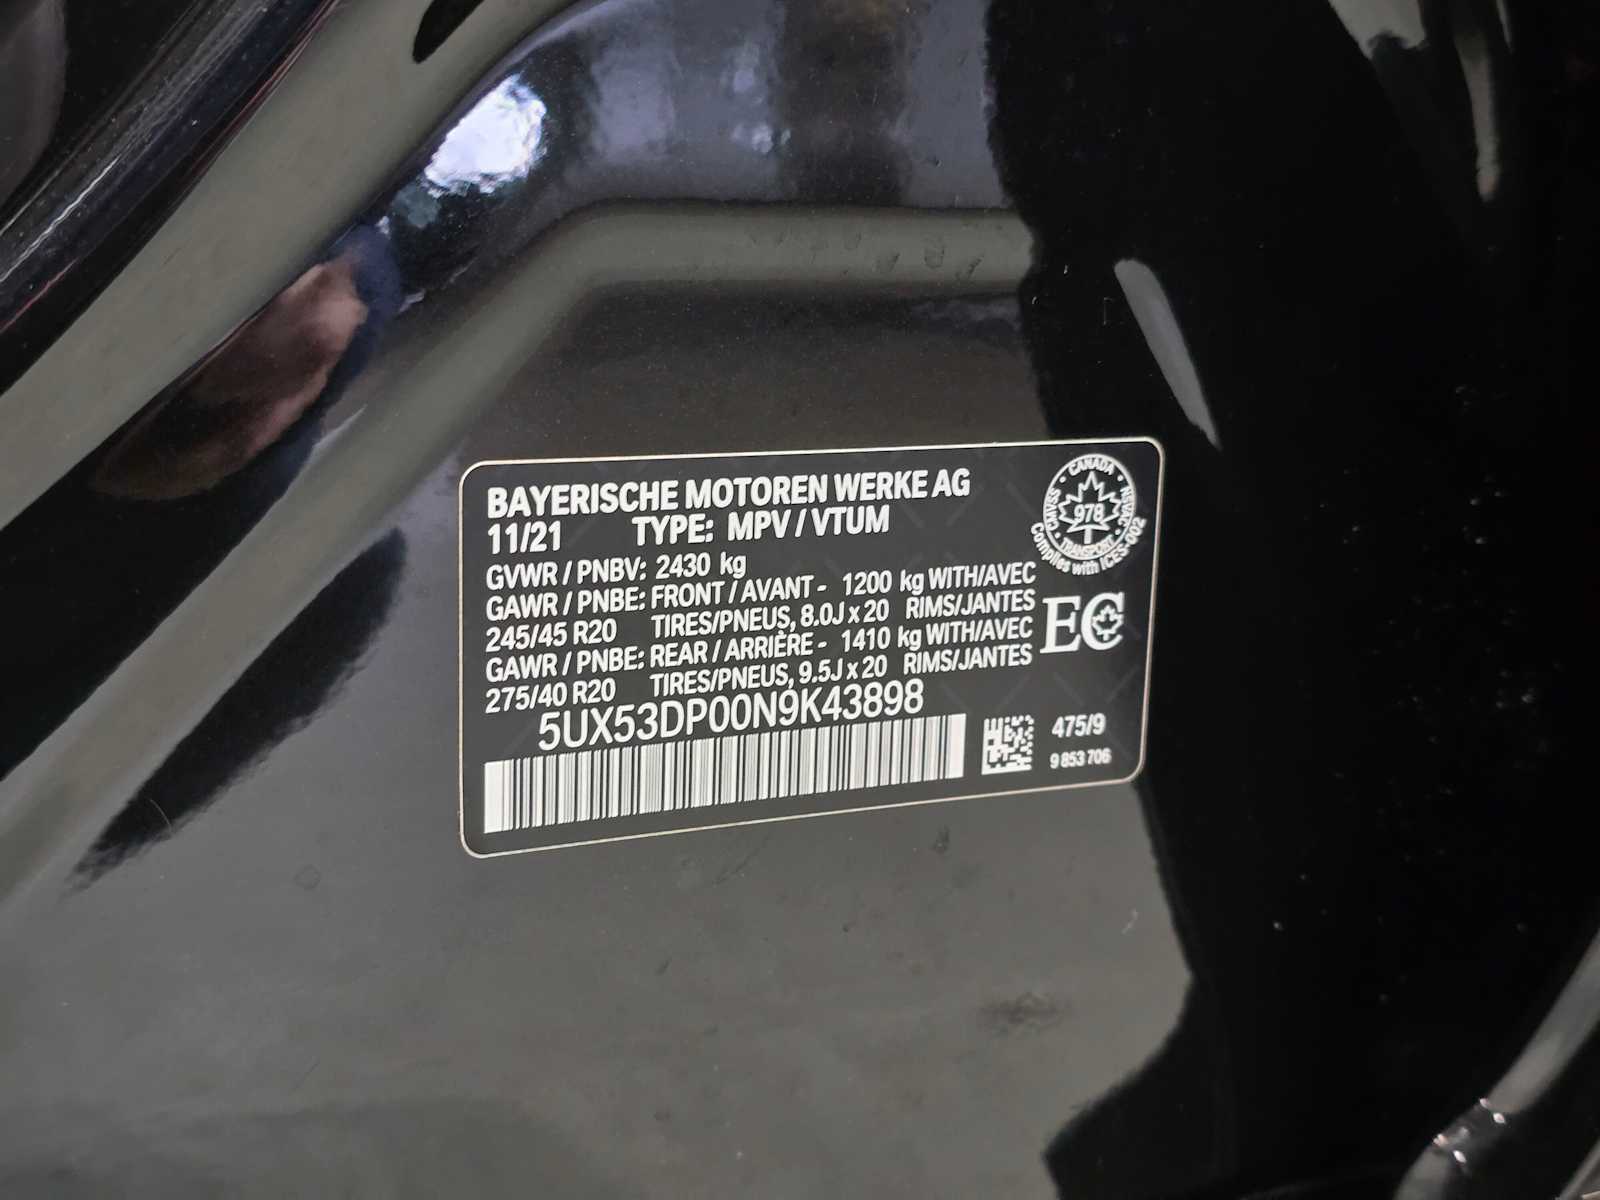 BAYERISCHE MOTOREN WERKE AG
11/21 TYPE: MPV / VTUM
GVWR / PNBV: 2430 kg
GAWR / PNBE: FRONT / AVANT - 1200 kg WITH/AVEC
245/45 R20 TIRES/PNEUS, 8.0J x 20 RIMS/JANTES
GAWR / PNBE: REAR / ARRIÈRE - 1410 kg WITH/AVEC
275/40 R20 TIRES/PNEUS, 9.5J x 20 RIMS/JANTES
5UX53DP00N9K43898
CANADA
CMVSS
978
NSVAC
TRANSPORT
Complies with ICES-002
EC
475/9
9 853 706